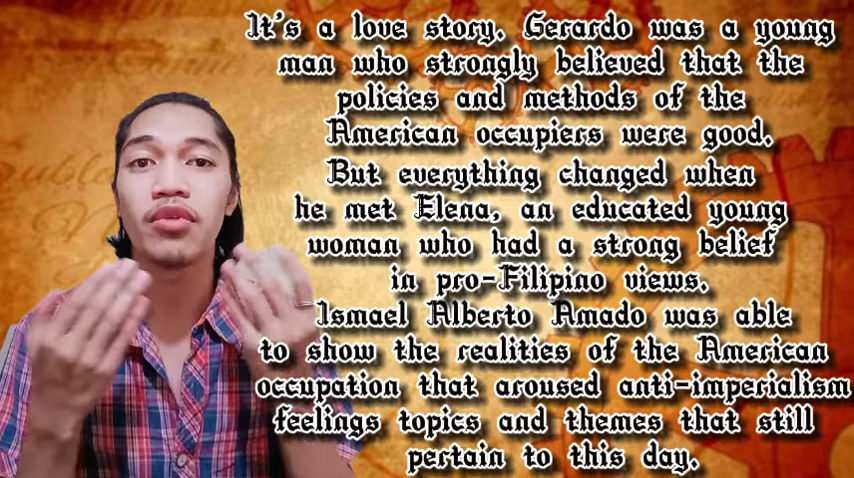 It's a love story. Gerardo was a young
man who strongly believed that the
policies and methods of the
American occupiers were good.
But everything changed when
he met Elena, an educated young
woman who had a strong belief
in pro-Filipino views.
Ismael Alberto Amado was able
to show the realities of the American
occupation that aroused anti-imperialism
feelings topics and themes that still
pertain to this day.